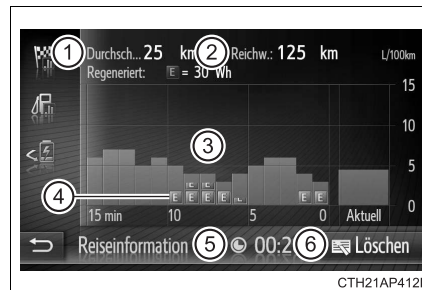 ① Durchsch... 25 km ② Reichw.: 125 km L/100km
Regeneriert: E = 30 Wh
15
10
③
5
④ E E E E E E
0
15 min 10 5 0 Aktuell
Reiseinformation ⑤ 00:2 ⑥ Löschen
CTH21AP412